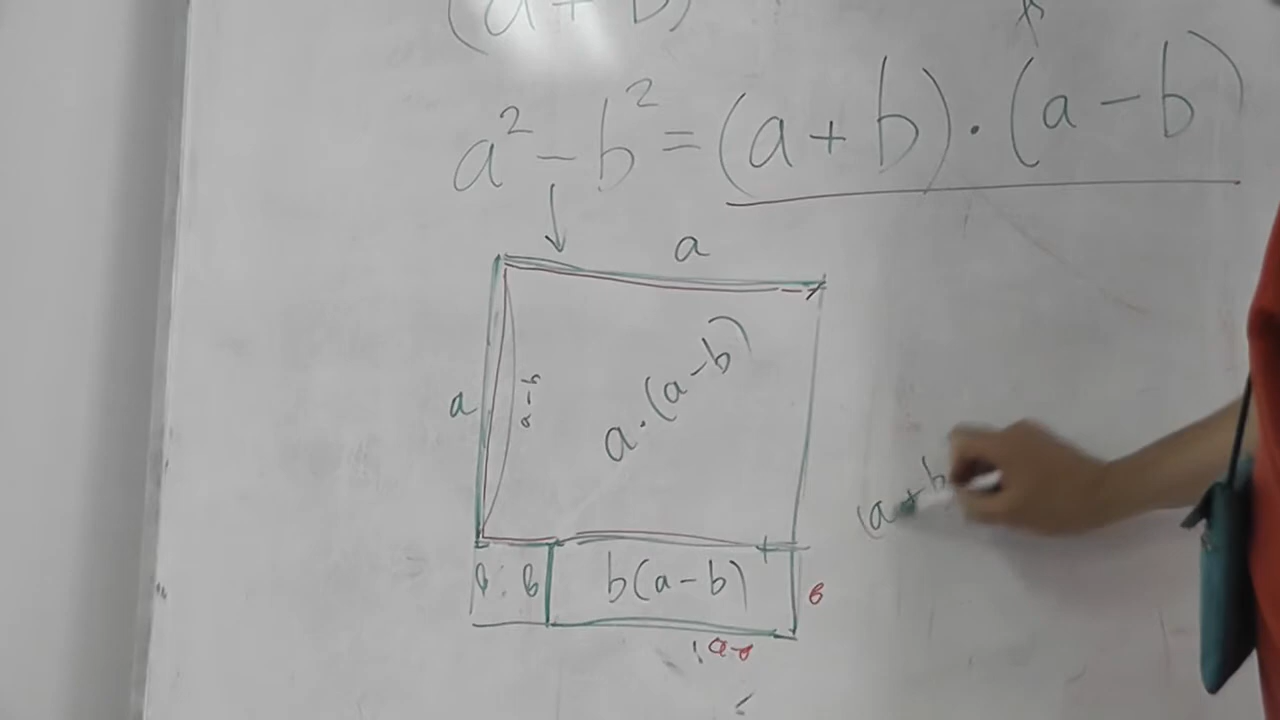 (a+b)
a² - b² = (a+b)·(a-b)
a
a
a-b
a·(a-b)
(a+b
b
b(a-b)
в